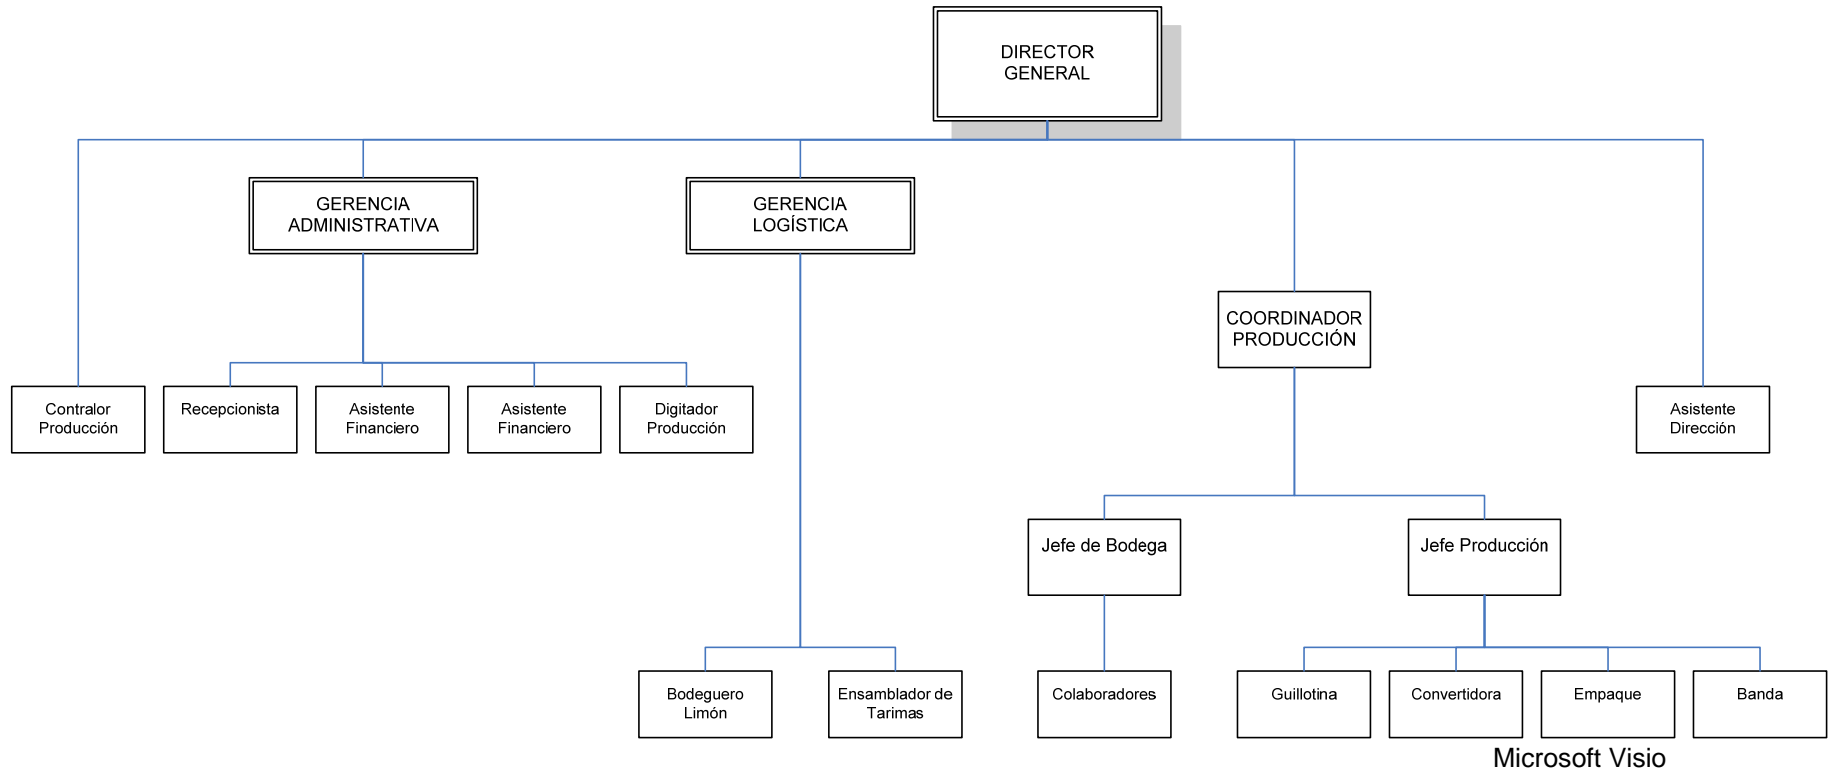 DIRECTOR
GENERAL
GERENCIA
ADMINISTRATIVA
GERENCIA
LOGÍSTICA
COORDINADOR
PRODUCCIÓN
Contralor
Producción
Recepcionista
Asistente
Financiero
Asistente
Financiero
Digitador
Producción
Asistente
Dirección
Jefe de Bodega
Jefe Producción
Bodeguero
Limón
Ensamblador de
Tarimas
Colaboradores
Guillotina
Convertidora
Empaque
Banda
Microsoft Visio